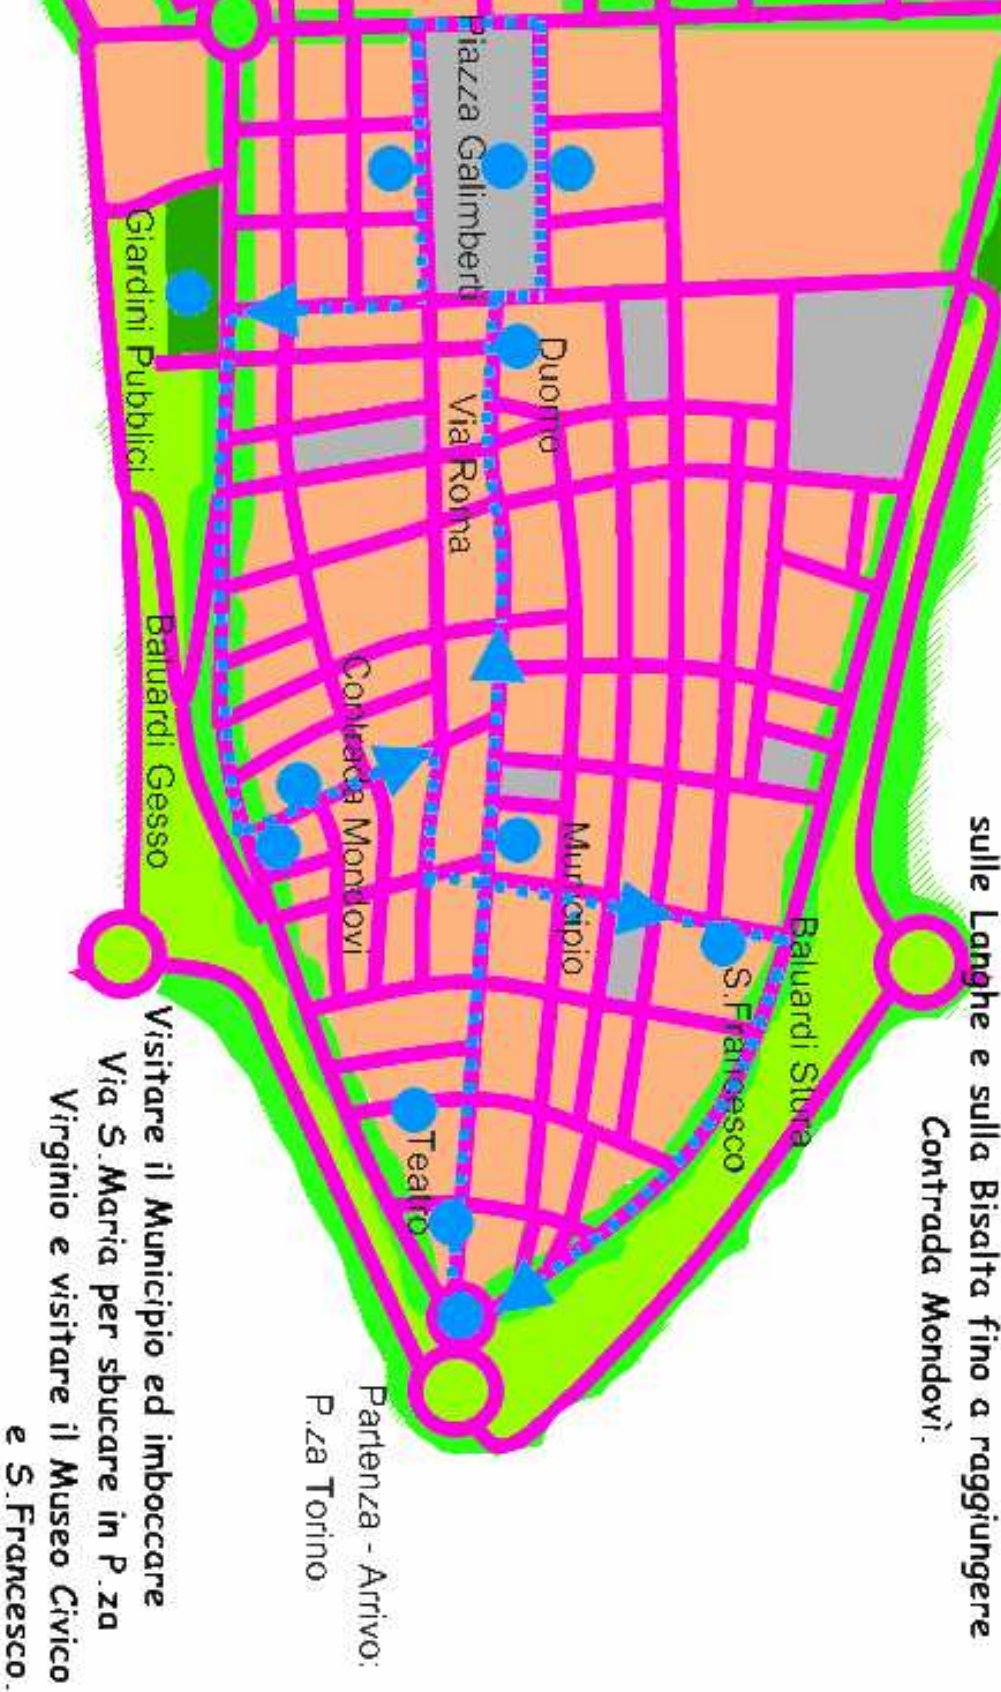 sulle Langhe e sulla Bisalta fino a raggiungere
Contrada Mondovì.
Piazza Galimberti
Giardini Pubblici
Duomo
Via Roma
Baluardi Gesso
Contrada Mondovi
Municipio
Baluardi Stura
S.Francesco
Teatro
Partenza - Arrivo:
P.za Torino
Visitare il Municipio ed imboccare
Via S.Maria per sbucare in P.za
Virginio e visitare il Museo Civico
e S.Francesco.